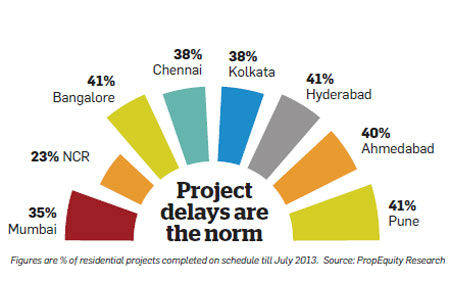 38%
Chennai
38%
Kolkata
41%
Bangalore
41%
Hyderabad
23% NCR
40%
Ahmedabad
35%
Mumbai
41%
Pune
Project
delays are
the norm
Figures are % of residential projects completed on schedule till July 2013. Source: PropEquity Research